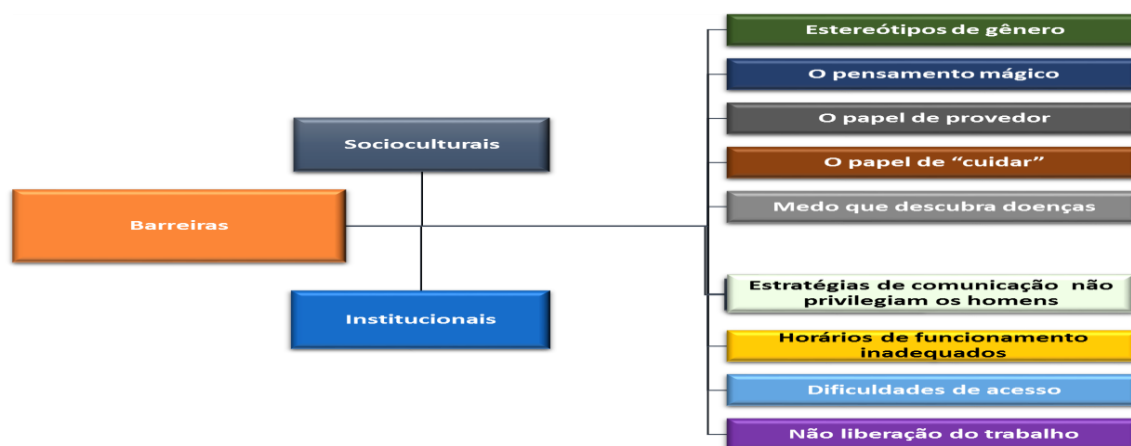 Barreiras
Socioculturais
Institucionais
Estereótipos de gênero
O pensamento mágico
O papel de provedor
O papel de “cuidar”
Medo que descubra doenças
Estratégias de comunicação não
privilegiam os homens
Horários de funcionamento
inadequados
Dificuldades de acesso
Não liberação do trabalho